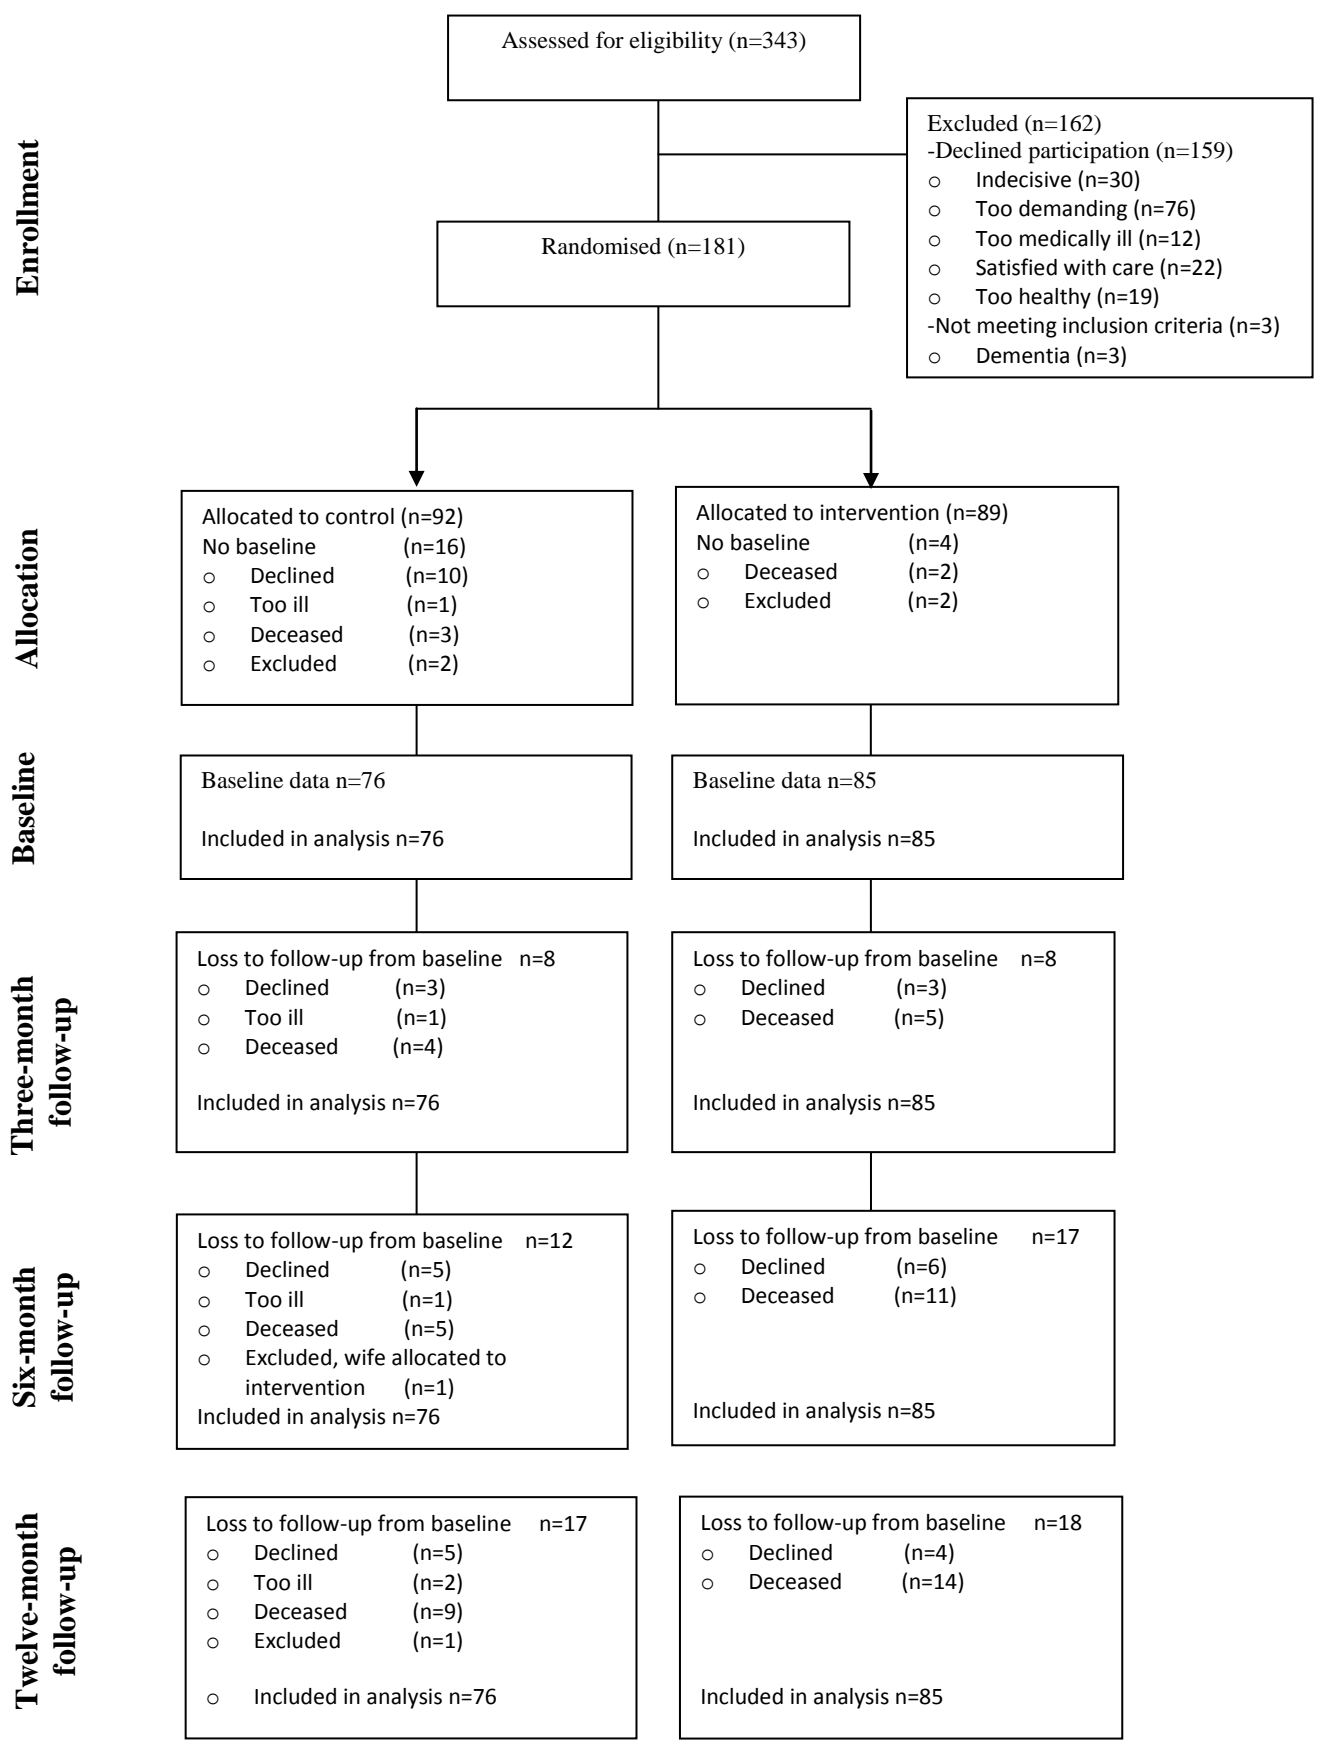 Assessed for eligibility (n=343)
Enrollment
Excluded (n=162)
-Declined participation (n=159)
o Indecisive (n=30)
o Too demanding (n=76)
o Too medically ill (n=12)
o Satisfied with care (n=22)
o Too healthy (n=19)
-Not meeting inclusion criteria (n=3)
o Dementia (n=3)
Randomised (n=181)
Allocation
Allocated to control (n=92)
No baseline (n=16)
o Declined (n=10)
o Too ill (n=1)
o Deceased (n=3)
o Excluded (n=2)
Allocated to intervention (n=89)
No baseline (n=4)
o Deceased (n=2)
o Excluded (n=2)
Baseline
Baseline data n=76
Included in analysis n=76
Baseline data n=85
Included in analysis n=85
Three-month
follow-up
Loss to follow-up from baseline n=8
o Declined (n=3)
o Too ill (n=1)
o Deceased (n=4)
Included in analysis n=76
Loss to follow-up from baseline n=8
o Declined (n=3)
o Deceased (n=5)
Included in analysis n=85
Six-month
follow-up
Loss to follow-up from baseline n=12
o Declined (n=5)
o Too ill (n=1)
o Deceased (n=5)
o Excluded, wife allocated to
intervention (n=1)
Included in analysis n=76
Loss to follow-up from baseline n=17
o Declined (n=6)
o Deceased (n=11)
Included in analysis n=85
Twelve-month
follow-up
Loss to follow-up from baseline n=17
o Declined (n=5)
o Too ill (n=2)
o Deceased (n=9)
o Excluded (n=1)
o Included in analysis n=76
Loss to follow-up from baseline n=18
o Declined (n=4)
o Deceased (n=14)
Included in analysis n=85